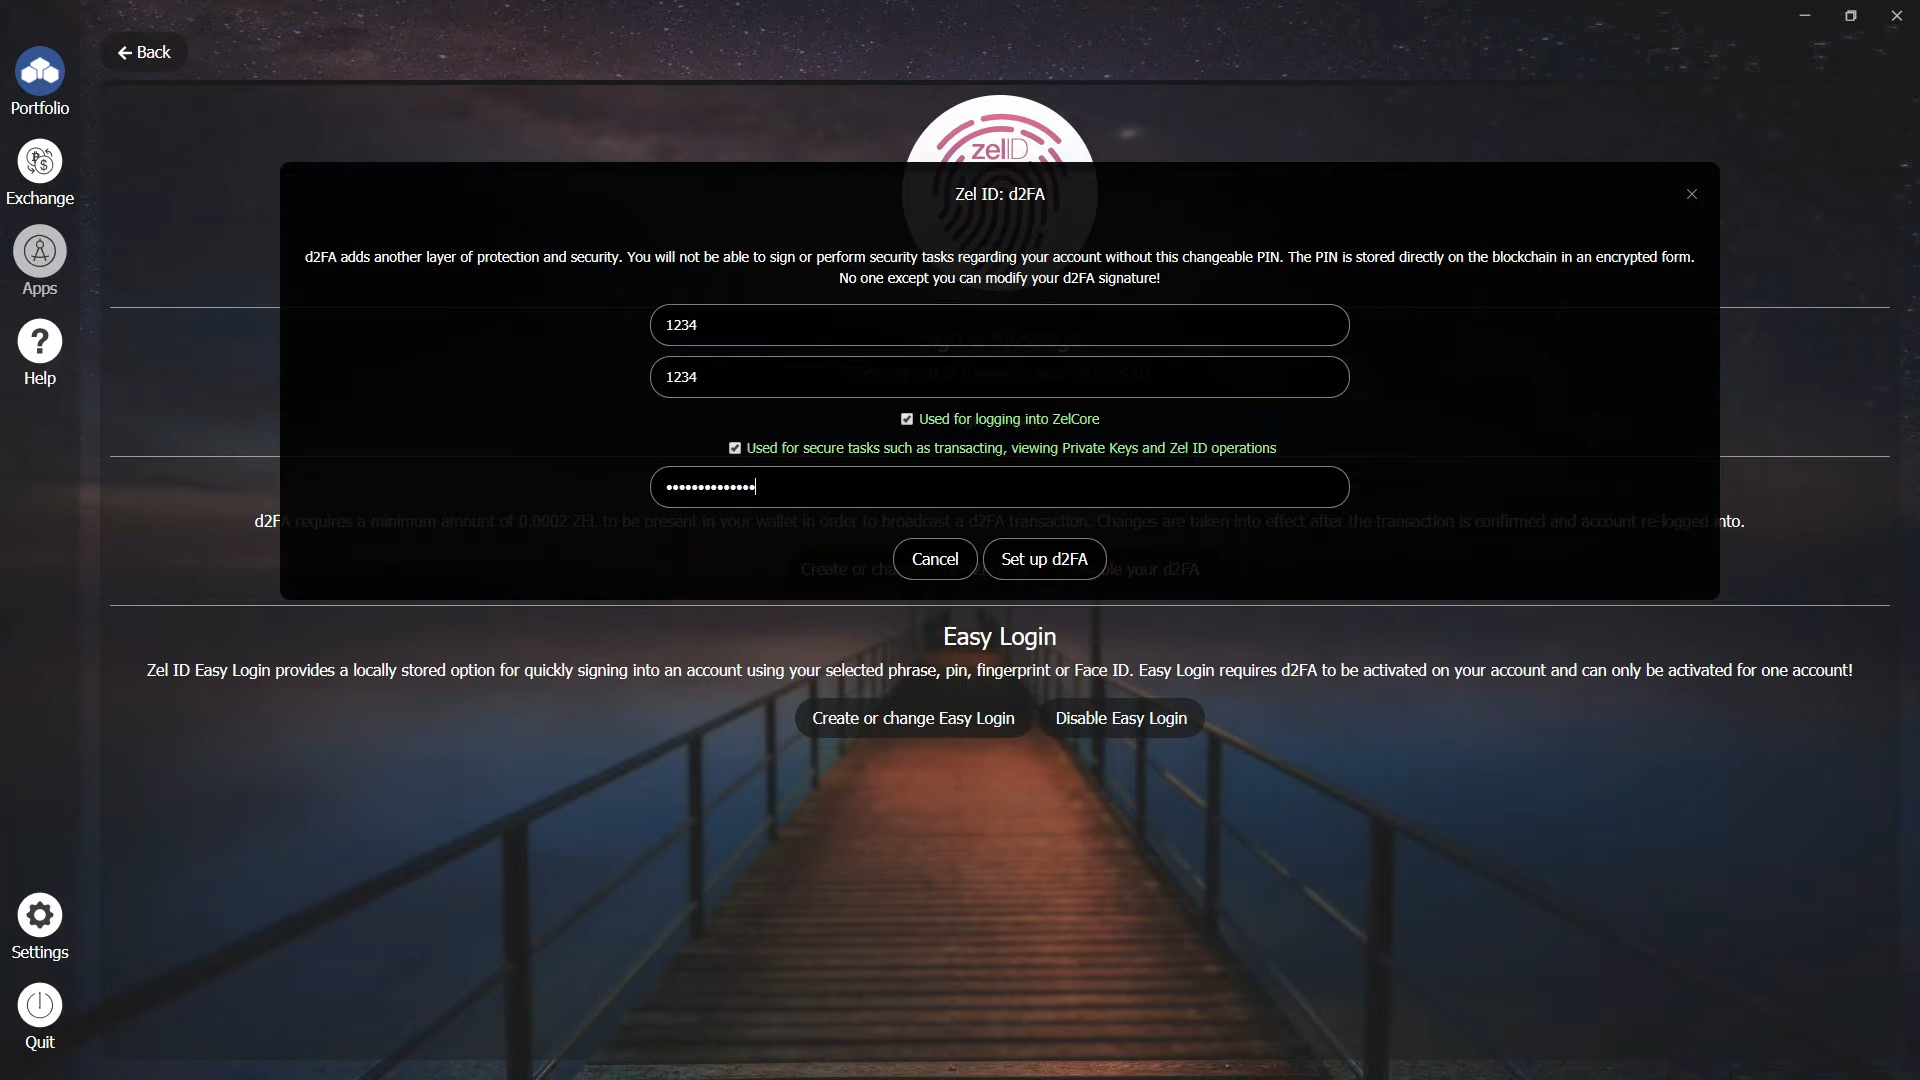 Back
Portfolio
Exchange
Apps
Help
Settings
Quit
zelID
Zel ID: d2FA
d2FA adds another layer of protection and security. You will not be able to sign or perform security tasks regarding your account without this changeable PIN. The PIN is stored directly on the blockchain in an encrypted form.
No one except you can modify your d2FA signature!
1234
1234
Used for logging into ZelCore
Used for secure tasks such as transacting, viewing Private Keys and Zel ID operations
••••••••••••••
d2FA requires a minimum amount of 0.0002 ZEL to be present in your wallet in order to broadcast a d2FA transaction. Changes are taken into effect after the transaction is confirmed and account re-logged into.
Cancel
Set up d2FA
Create or cha
le your d2FA
Easy Login
Zel ID Easy Login provides a locally stored option for quickly signing into an account using your selected phrase, pin, fingerprint or Face ID. Easy Login requires d2FA to be activated on your account and can only be activated for one account!
Create or change Easy Login
Disable Easy Login